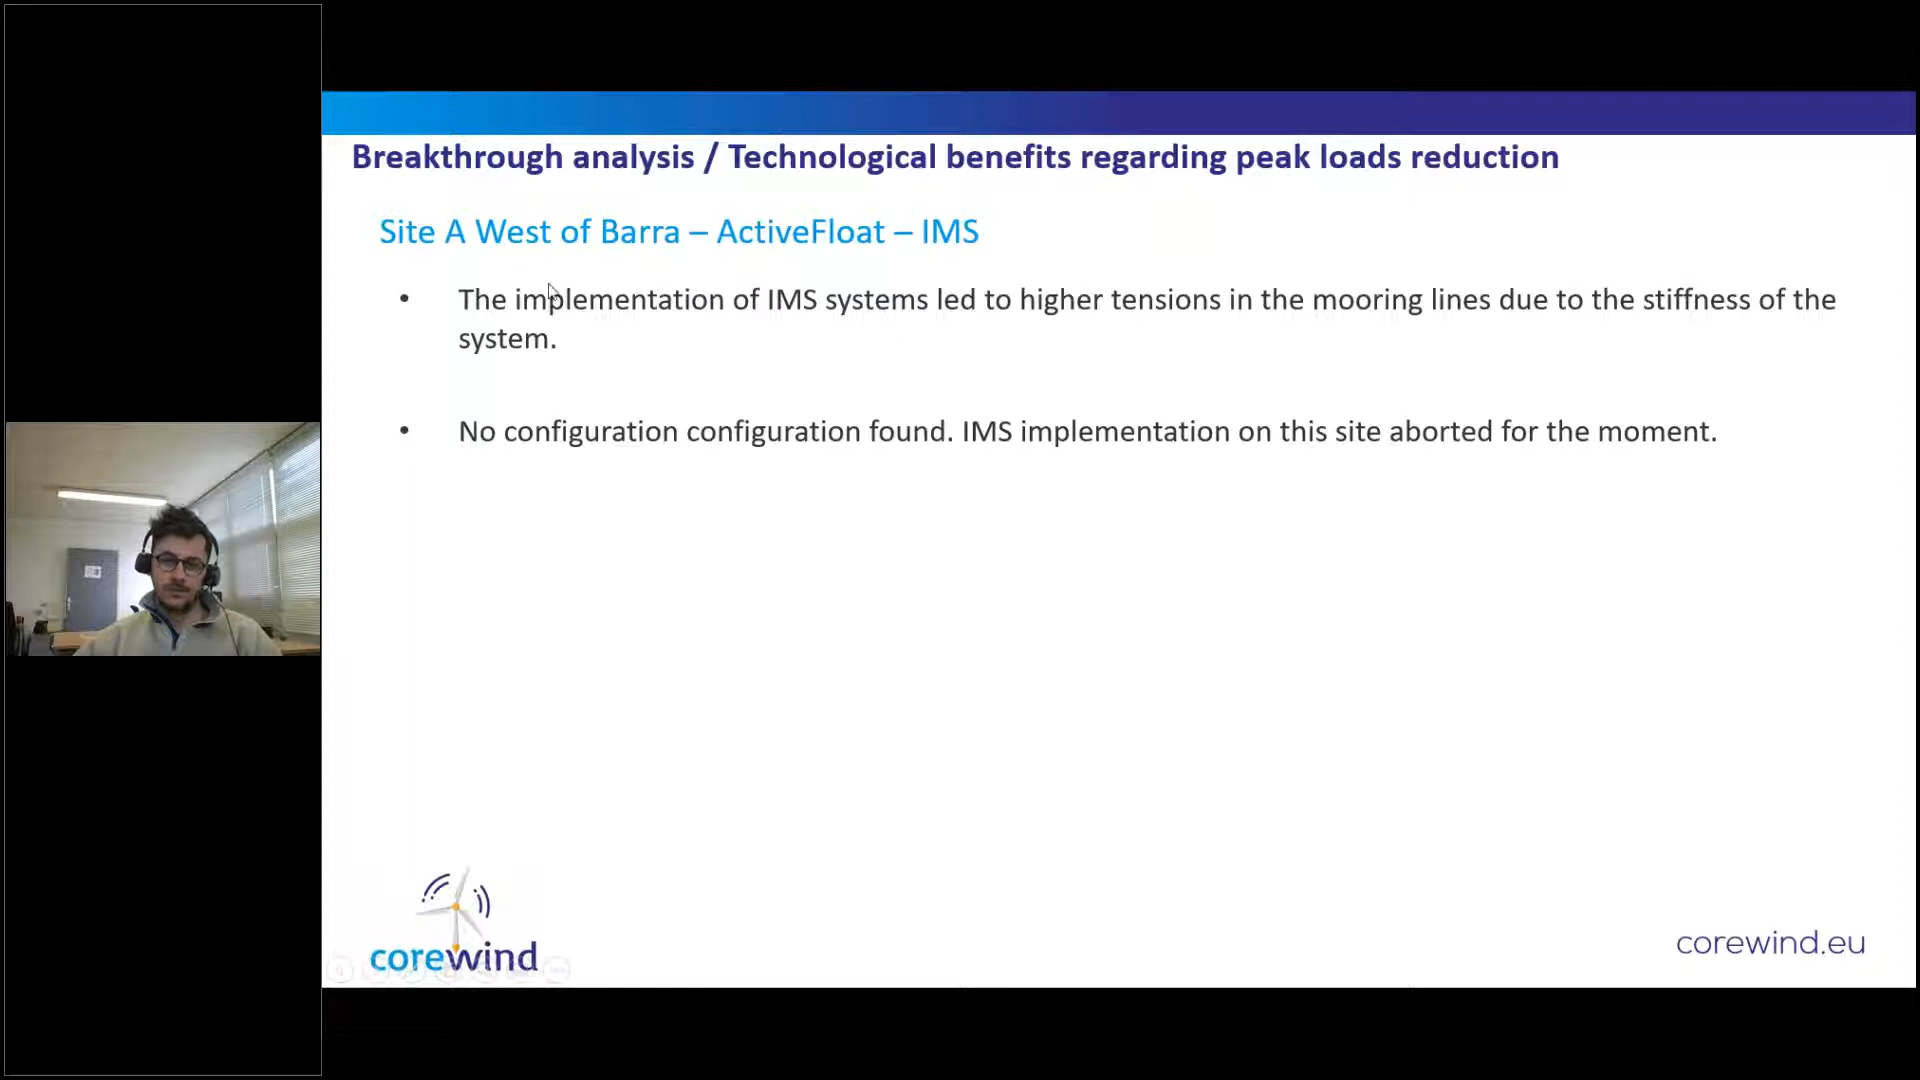 Breakthrough analysis / Technological benefits regarding peak loads reduction
Site A West of Barra – ActiveFloat – IMS
• The implementation of IMS systems led to higher tensions in the mooring lines due to the stiffness of the
system.
• No configuration configuration found. IMS implementation on this site aborted for the moment.
corewind
corewind.eu